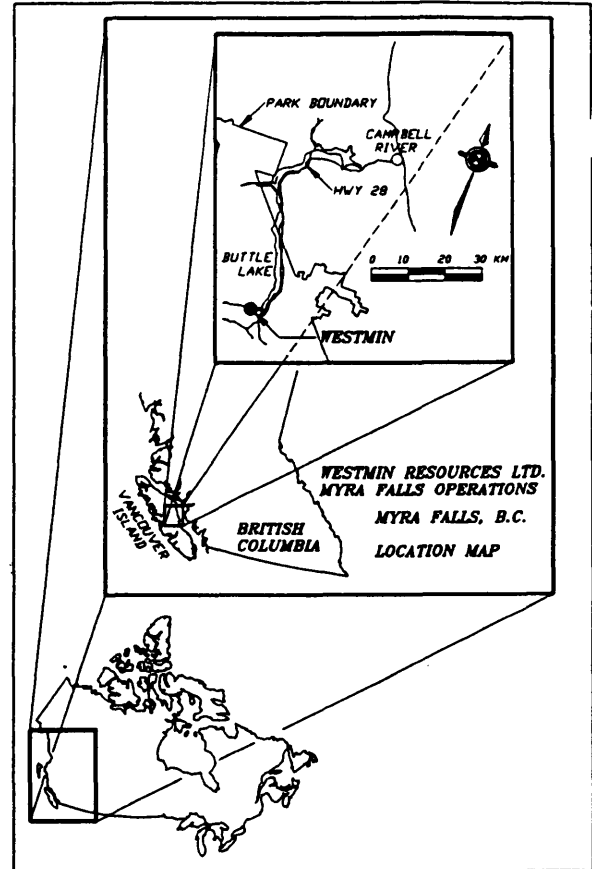 PARK BOUNDARY
CAMPBELL
RIVER
HWY 28
BUTTLE
LAKE
0 10 20 30 KM
WESTMIN
VANCOUVER
ISLAND
BRITISH
COLUMBIA
WESTMIN RESOURCES LTD.
MYRA FALLS OPERATIONS
MYRA FALLS, B.C.
LOCATION MAP